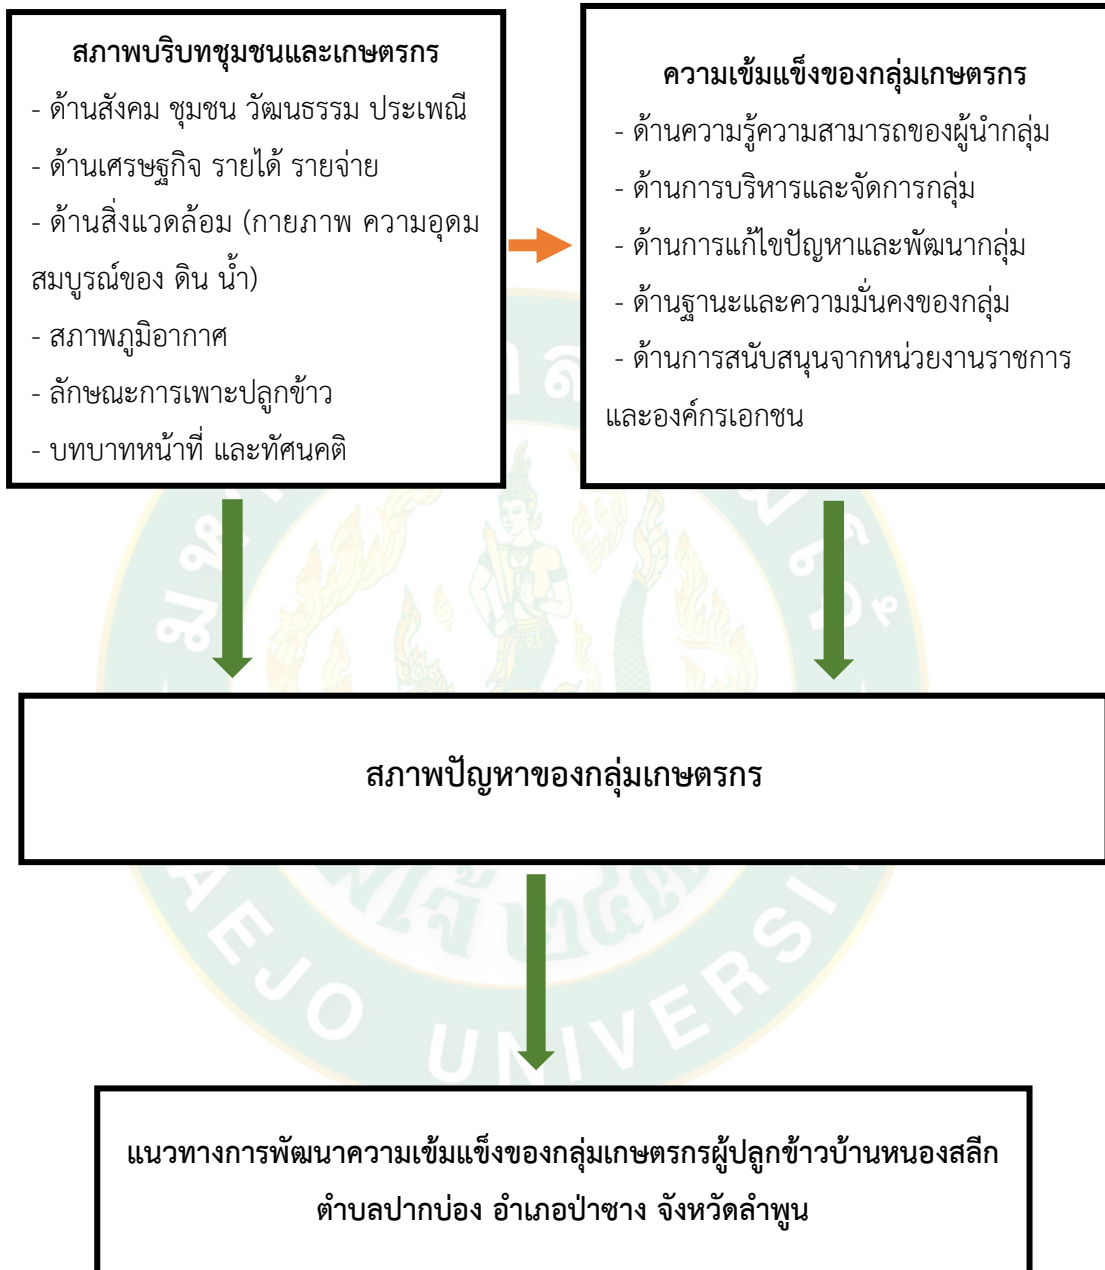 สภาพบริบทชุมชนและเกษตรกร
- ด้านสังคม ชุมชน วัฒนธรรม ประเพณี
- ด้านเศรษฐกิจ รายได้ รายจ่าย
- ด้านสิ่งแวดล้อม (กายภาพ ความอุดม
สมบูรณ์ของ ดิน น้ำ)
- สภาพภูมิอากาศ
- ลักษณะการเพาะปลูกข้าว
- บทบาทหน้าที่ และทัศนคติ
ความเข้มแข็งของกลุ่มเกษตรกร
- ด้านความรู้ความสามารถของผู้นำกลุ่ม
- ด้านการบริหารและจัดการกลุ่ม
- ด้านการแก้ไขปัญหาและพัฒนากลุ่ม
- ด้านฐานะและความมั่นคงของกลุ่ม
- ด้านการสนับสนุนจากหน่วยงานราชการ
และองค์กรเอกชน
สภาพปัญหาของกลุ่มเกษตรกร
แนวทางการพัฒนาความเข้มแข็งของกลุ่มเกษตรกรผู้ปลูกข้าวบ้านหนองสลีก
ตำบลปากบ่อง อำเภอป่าซาง จังหวัดลำพูน
AEJO UNIVERSI